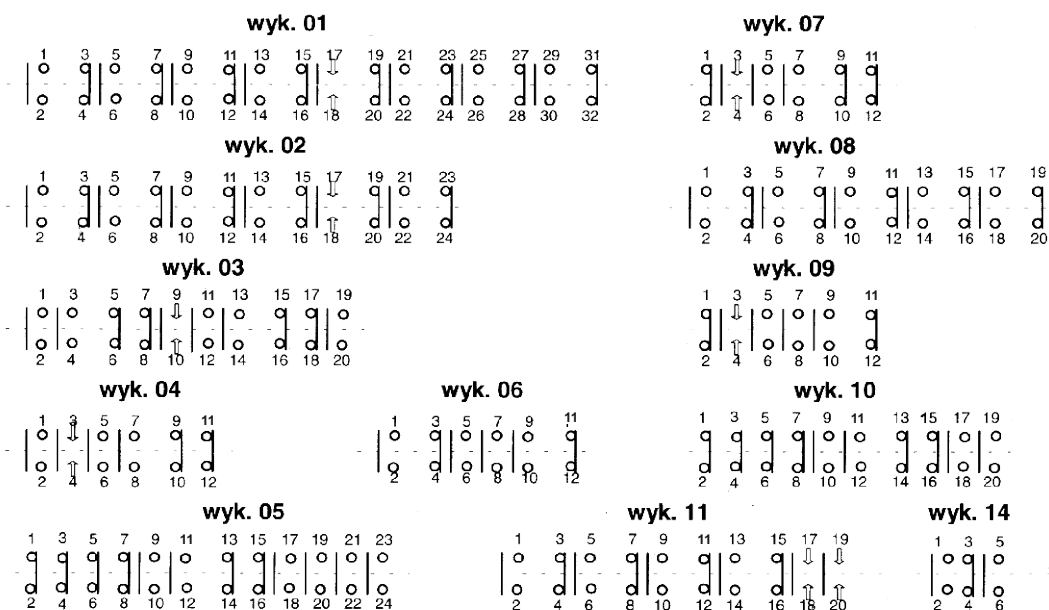 wyk. 01
1 3 5 7 9 11 13 15 17 19 21 23 25 27 29 31
2 4 6 8 10 12 14 16 18 20 22 24 26 28 30 32
wyk. 07
1 3 5 7 9 11
2 4 6 8 10 12
wyk. 02
1 3 5 7 9 11 13 15 17 19 21 23
2 4 6 8 10 12 14 16 18 20 22 24
wyk. 08
1 3 5 7 9 11 13 15 17 19
2 4 6 8 10 12 14 16 18 20
wyk. 03
1 3 5 7 9 11 13 15 17 19
2 4 6 8 10 12 14 16 18 20
wyk. 09
1 3 5 7 9 11
2 4 6 8 10 12
wyk. 04
1 3 5 7 9 11
2 4 6 8 10 12
wyk. 06
1 3 5 7 9 11
2 4 6 8 10 12
wyk. 10
1 3 5 7 9 11 13 15 17 19
2 4 6 8 10 12 14 16 18 20
wyk. 05
1 3 5 7 9 11 13 15 17 19 21 23
2 4 6 8 10 12 14 16 18 20 22 24
wyk. 11
1 3 5 7 9 11 13 15 17 19
2 4 6 8 10 12 14 16 18 20
wyk. 14
1 3 5
2 4 6